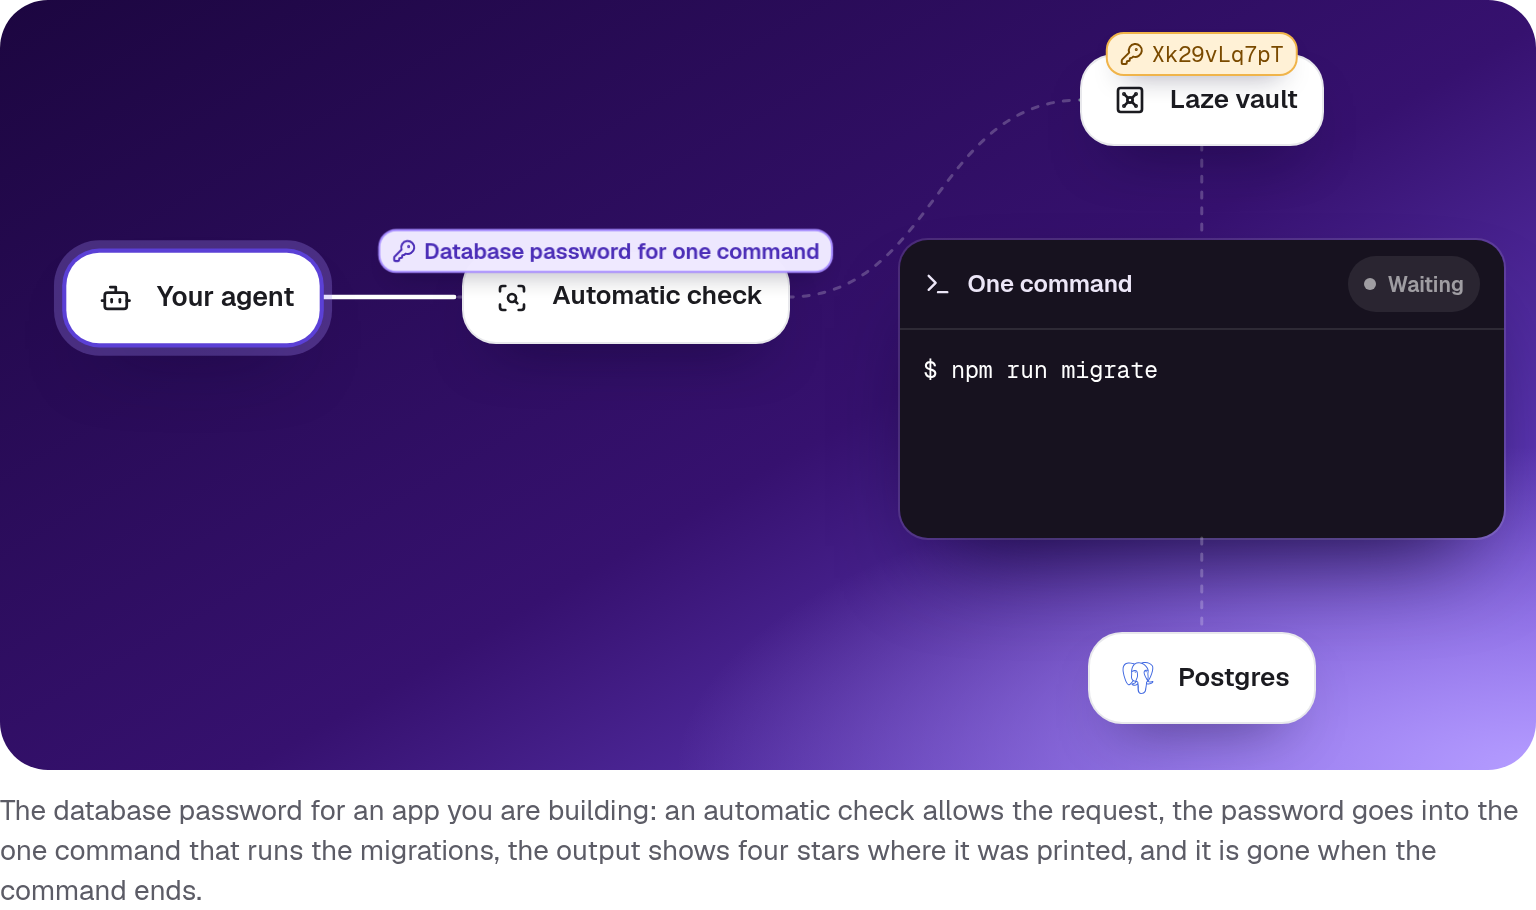 Xk29vLq7pT
Laze vault
Database password for one command
Your agent
Automatic check
One command
Waiting
$ npm run migrate
Postgres
The database password for an app you are building: an automatic check allows the request, the password goes into the
one command that runs the migrations, the output shows four stars where it was printed, and it is gone when the
command ends.